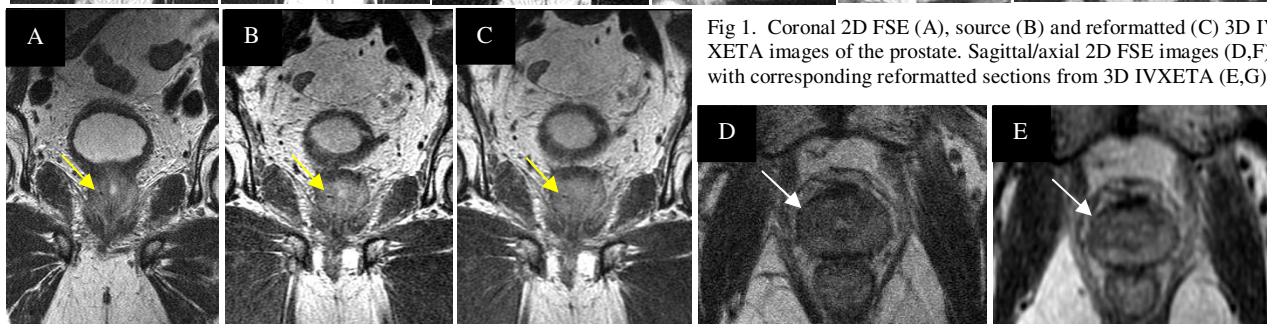 A
B
C
Fig 1. Coronal 2D FSE (A), source (B) and reformatted (C) 3D IV
XETA images of the prostate. Sagittal/axial 2D FSE images (D,F)
with corresponding reformatted sections from 3D IVXETA (E,G)
D
E